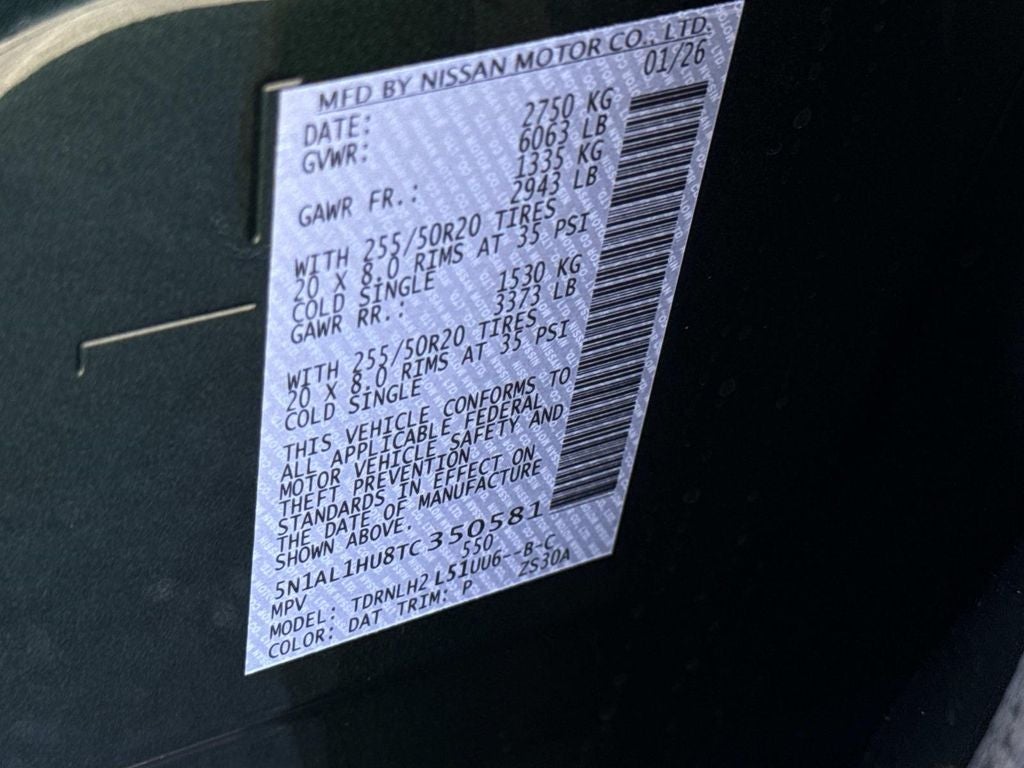 MFD BY NISSAN MOTOR CO., LTD.
DATE: 01/26
GVWR: 2750 KG
6063 LB
GAWR FR.: 1335 KG
2943 LB
WITH 255/50R20 TIRES
20 X 8.0 RIMS AT 35 PSI
COLD SINGLE
GAWR RR.: 1530 KG
3373 LB
WITH 255/50R20 TIRES
20 X 8.0 RIMS AT 35 PSI
COLD SINGLE
THIS VEHICLE CONFORMS TO
ALL APPLICABLE FEDERAL
MOTOR VEHICLE SAFETY AND
THEFT PREVENTION
STANDARDS IN EFFECT ON
THE DATE OF MANUFACTURE
SHOWN ABOVE.
5N1AL1HU8TC350581
MPV 550
MODEL: TDRNLH2 L51UU6--B-C
COLOR: DAT TRIM: P ZS30A